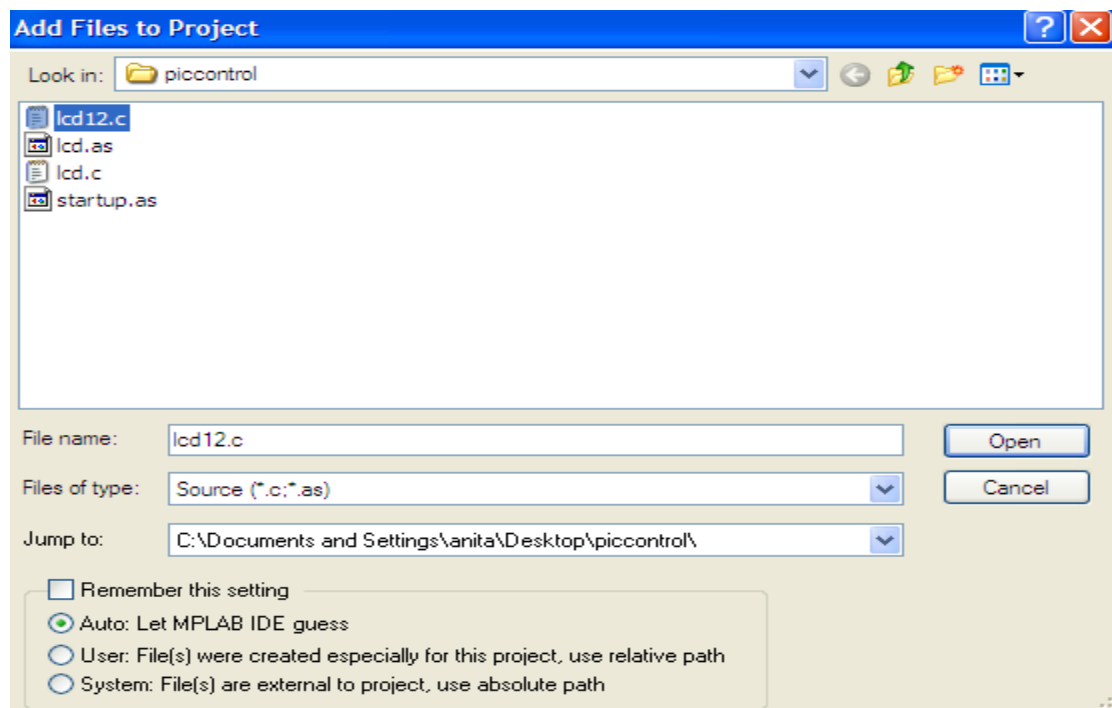 Add Files to Project
Look in: piccontrol
lcd12.c
lcd.as
lcd.c
startup.as
File name: lcd12.c Open
Files of type: Source (*.c;*.as) Cancel
Jump to: C:\Documents and Settings\anita\Desktop\piccontrol\
Remember this setting
Auto: Let MPLAB IDE guess
User: File(s) were created especially for this project, use relative path
System: File(s) are external to project, use absolute path